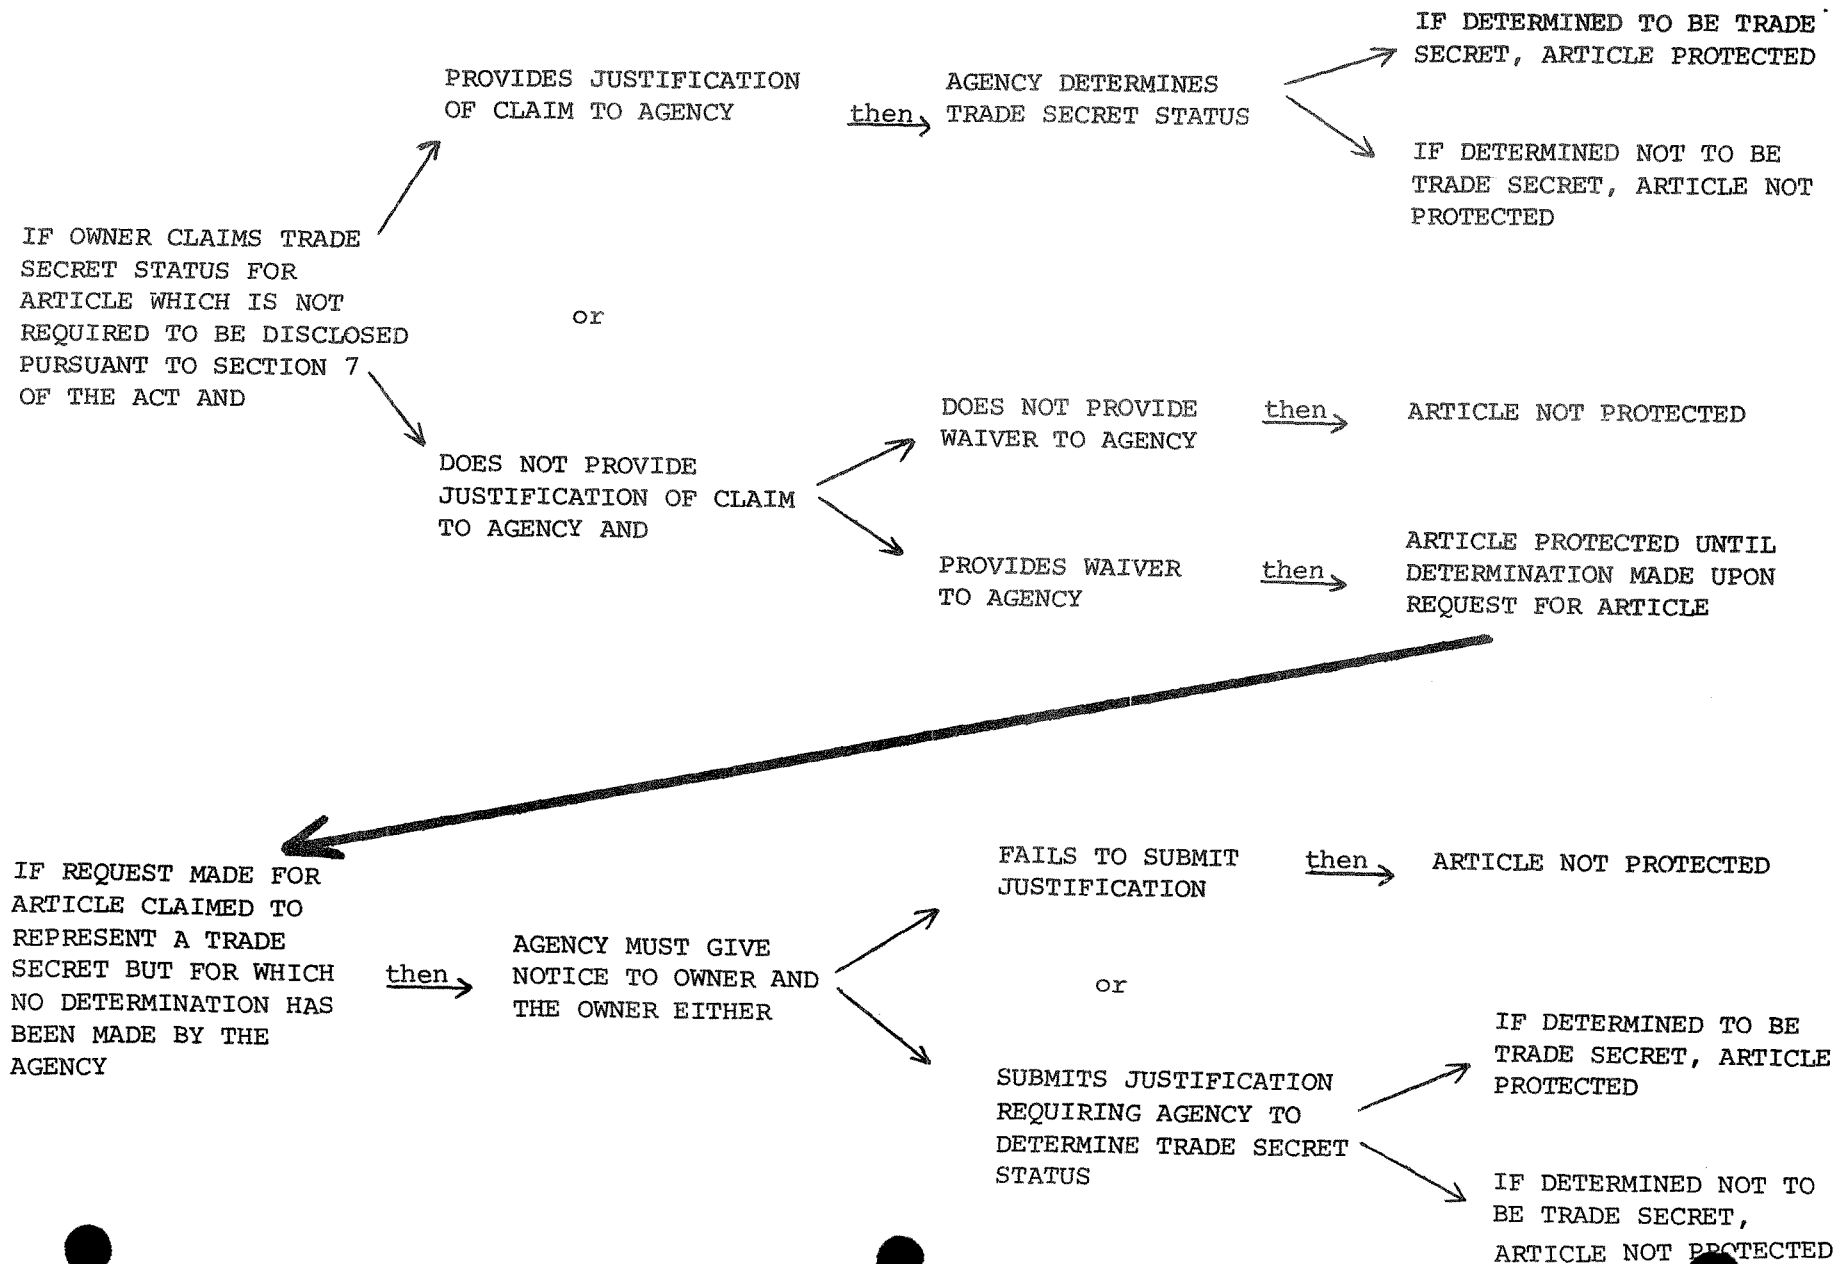 IF DETERMINED TO BE TRADE
SECRET, ARTICLE PROTECTED
PROVIDES JUSTIFICATION
OF CLAIM TO AGENCY
then
AGENCY DETERMINES
TRADE SECRET STATUS
IF DETERMINED NOT TO BE
TRADE SECRET, ARTICLE NOT
PROTECTED
IF OWNER CLAIMS TRADE
SECRET STATUS FOR
ARTICLE WHICH IS NOT
REQUIRED TO BE DISCLOSED
PURSUANT TO SECTION 7
OF THE ACT AND
or
DOES NOT PROVIDE
JUSTIFICATION OF CLAIM
TO AGENCY AND
DOES NOT PROVIDE
WAIVER TO AGENCY
then
ARTICLE NOT PROTECTED
PROVIDES WAIVER
TO AGENCY
then
ARTICLE PROTECTED UNTIL
DETERMINATION MADE UPON
REQUEST FOR ARTICLE
IF REQUEST MADE FOR
ARTICLE CLAIMED TO
REPRESENT A TRADE
SECRET BUT FOR WHICH
NO DETERMINATION HAS
BEEN MADE BY THE
AGENCY
then
AGENCY MUST GIVE
NOTICE TO OWNER AND
THE OWNER EITHER
FAILS TO SUBMIT
JUSTIFICATION
then
ARTICLE NOT PROTECTED
or
SUBMITS JUSTIFICATION
REQUIRING AGENCY TO
DETERMINE TRADE SECRET
STATUS
IF DETERMINED TO BE
TRADE SECRET, ARTICLE
PROTECTED
IF DETERMINED NOT TO
BE TRADE SECRET,
ARTICLE NOT PROTECTED